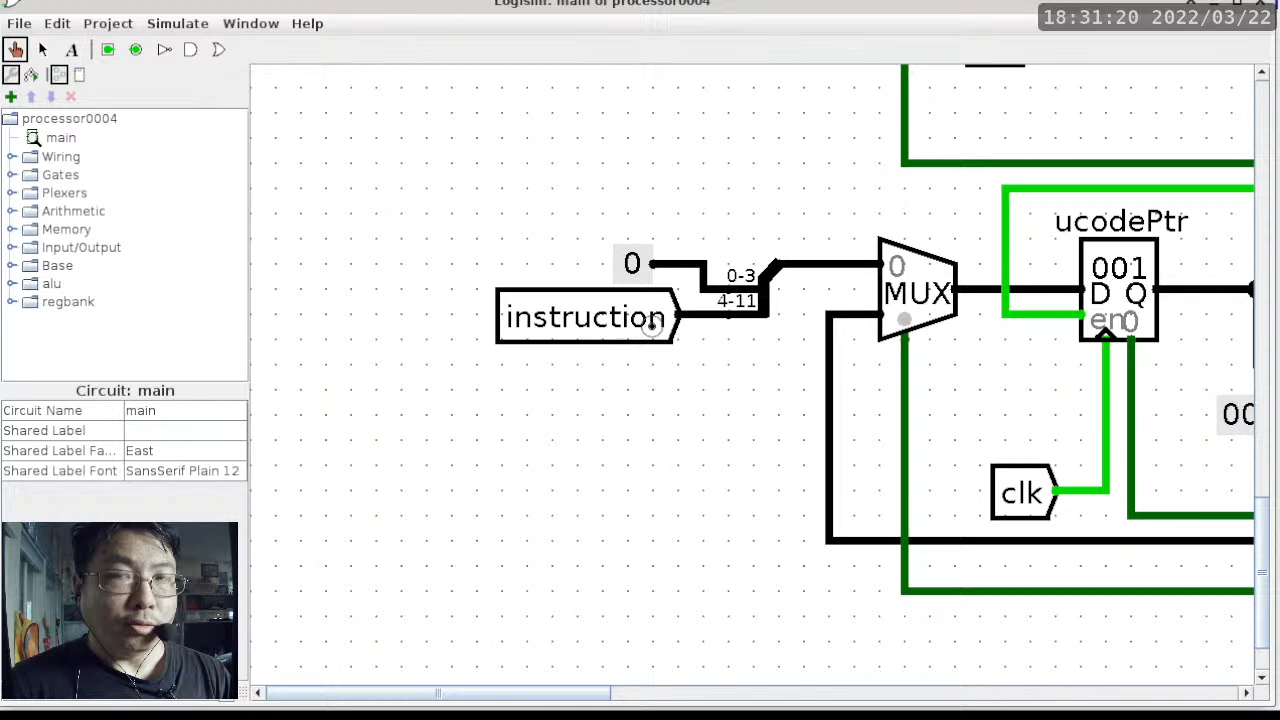 Logisim: main of processor0004
18:31:20 2022/03/22
File Edit Project Simulate Window Help
A
processor0004
main
Wiring
Gates
Plexers
Arithmetic
Memory
Input/Output
Base
alu
regbank
Circuit: main
Circuit Name main
Shared Label
Shared Label Fa... East
Shared Label Font SansSerif Plain 12
ucodePtr
0
0-3
4-11
instruction
0
MUX
001
D Q
en 0
clk
00